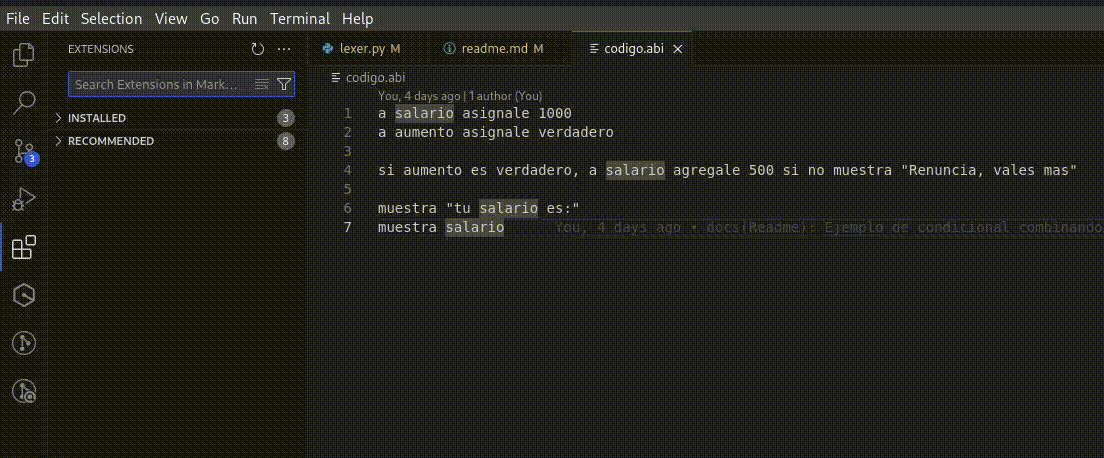 File Edit Selection View Go Run Terminal Help
EXTENSIONS
lexer.py M
readme.md M
codigo.abi
Search Extensions in Mark...
INSTALLED 3
RECOMMENDED 8
3
codigo.abi
You, 4 days ago | 1 author (You)
1 a salario asignale 1000
2 a aumento asignale verdadero
3
4 si aumento es verdadero, a salario agregale 500 si no muestra "Renuncia, vales mas"
5
6 muestra "tu salario es:"
7 muestra salario You, 4 days ago • docs(Readme): Ejemplo de condicional combinando